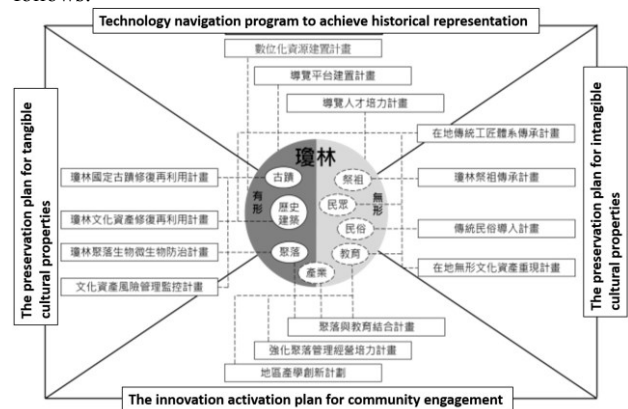 follows.
Technology navigation program to achieve historical representation
數位化資源建置計畫
導覽平台建置計畫
導覽人才培力計畫
The preservation plan for tangible
cultural properties
瓊林國定古蹟修復再利用計畫
瓊林文化資產修復再利用計畫
瓊林聚落生物微生物防治計畫
文化資產風險管理監控計畫
瓊林
有形
古蹟
歷史
建築
聚落
產業
祭祖
民眾
民俗
教育
無形
在地傳統工匠體系傳承計畫
瓊林祭祖傳承計畫
傳統民俗導入計畫
在地無形文化資產重現計畫
The preservation plan for intangible
cultural properties
聚落與教育結合計畫
強化聚落管理經營培力計畫
地區產學創新計劃
The innovation activation plan for community engagement